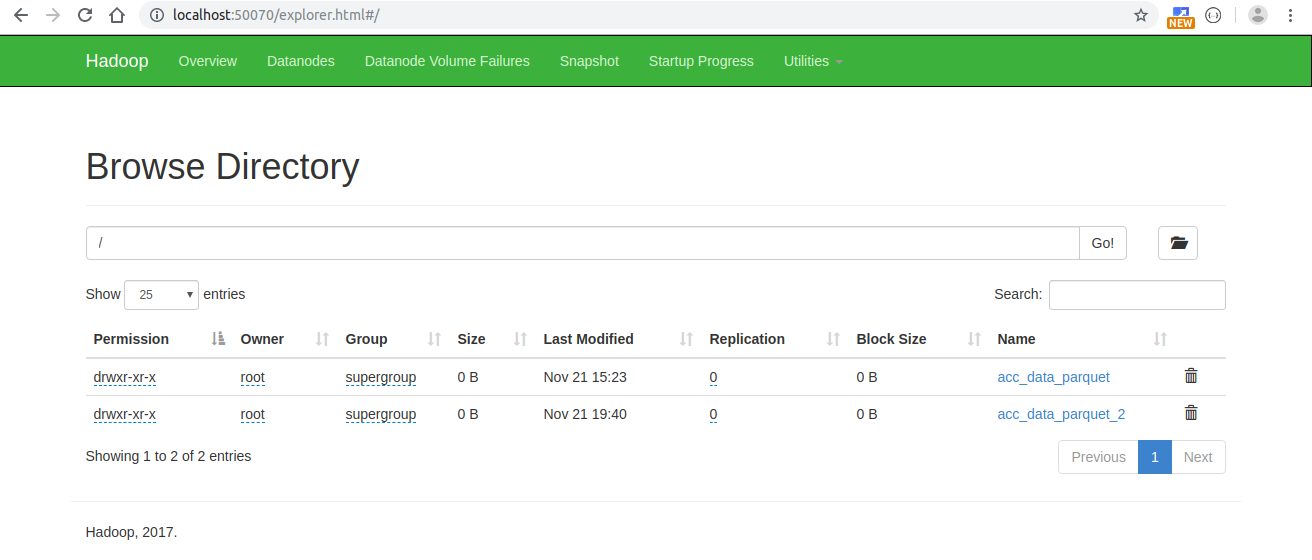 localhost:50070/explorer.html#/
NEW
Hadoop Overview Datanodes Datanode Volume Failures Snapshot Startup Progress Utilities
Browse Directory
/ Go!
Show 25 entries Search:
Permission Owner Group Size Last Modified Replication Block Size Name
drwxr-xr-x root supergroup 0 B Nov 21 15:23 0 0 B acc_data_parquet
drwxr-xr-x root supergroup 0 B Nov 21 19:40 0 0 B acc_data_parquet_2
Showing 1 to 2 of 2 entries Previous 1 Next
Hadoop, 2017.